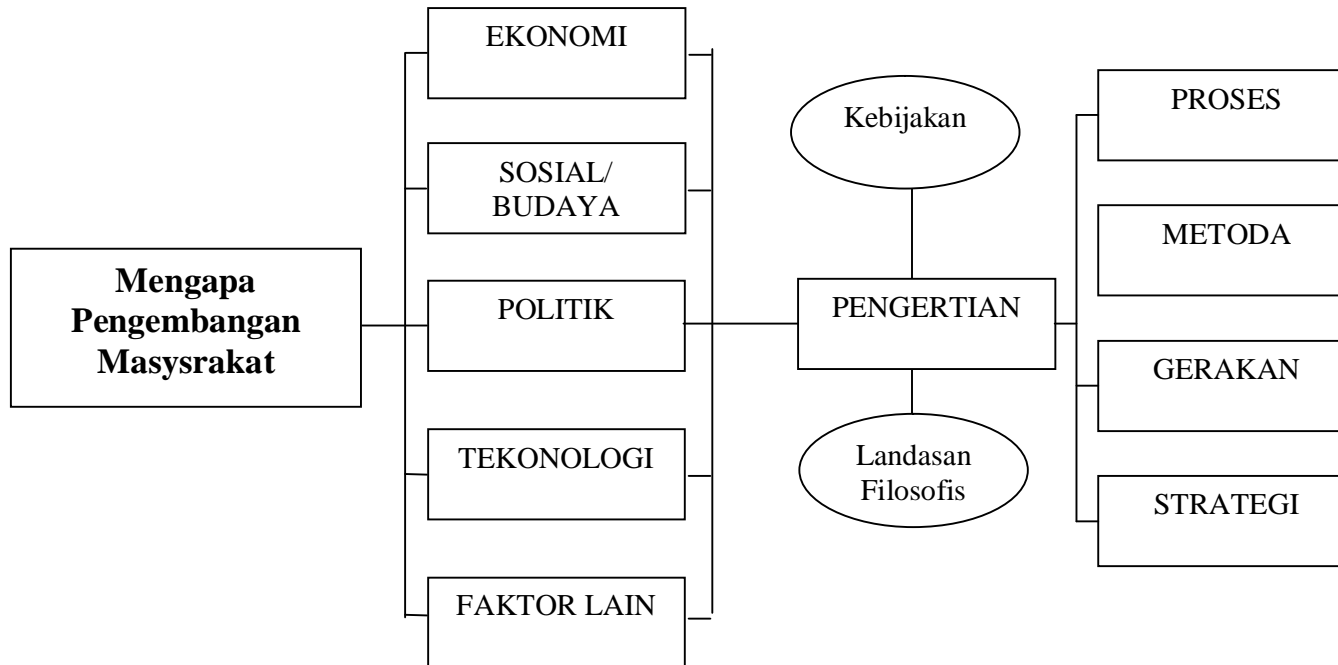 Mengapa
Pengembangan
Masysrakat
EKONOMI
SOSIAL/
BUDAYA
POLITIK
TEKONOLOGI
FAKTOR LAIN
Kebijakan
PENGERTIAN
Landasan
Filosofis
PROSES
METODA
GERAKAN
STRATEGI